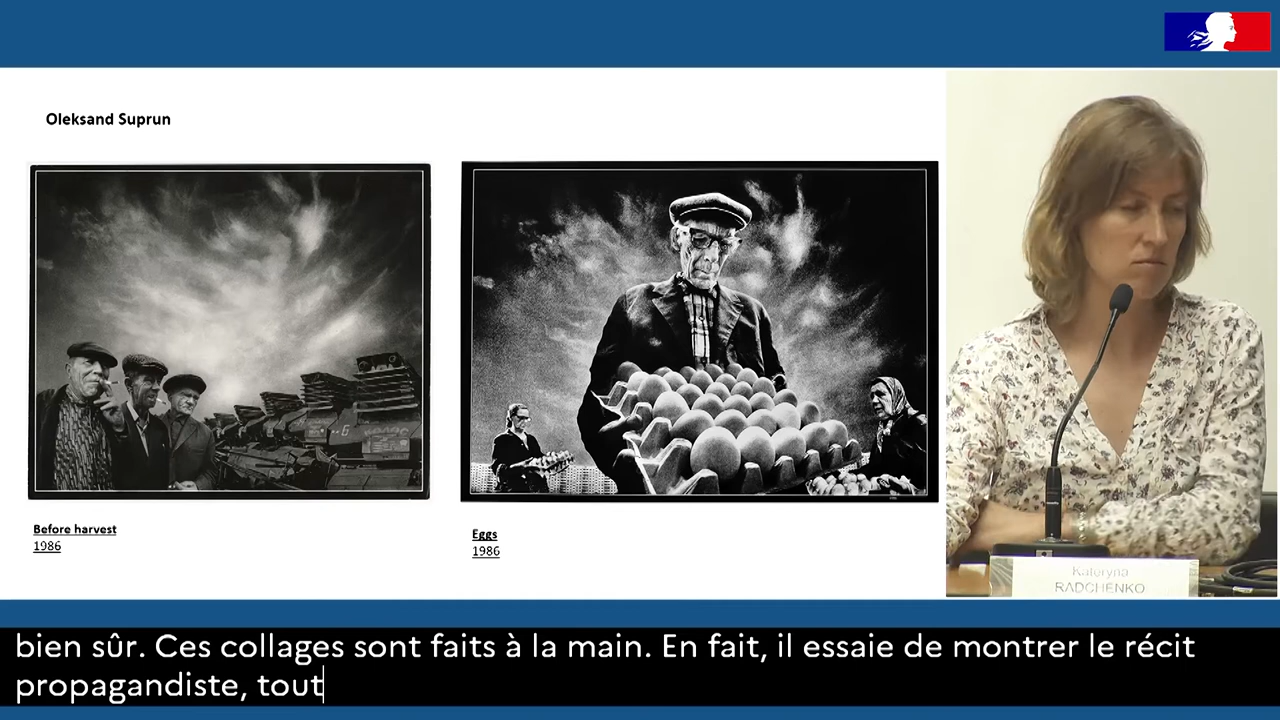 Oleksand Suprun
Before harvest
1986
Eggs
1986
Kateryna
RADCHENKO
bien sûr. Ces collages sont faits à la main. En fait, il essaie de montrer le récit
propagandiste, tout